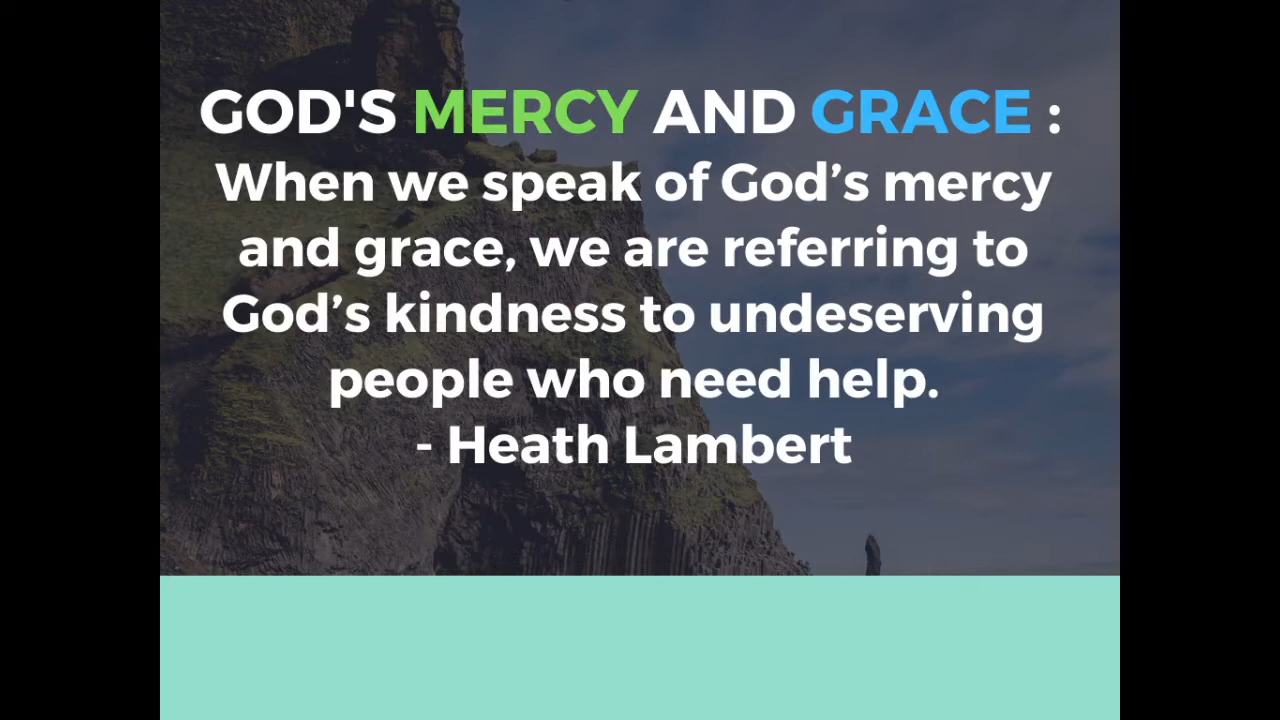 GOD'S MERCY AND GRACE :
When we speak of God’s mercy
and grace, we are referring to
God’s kindness to undeserving
people who need help.
- Heath Lambert